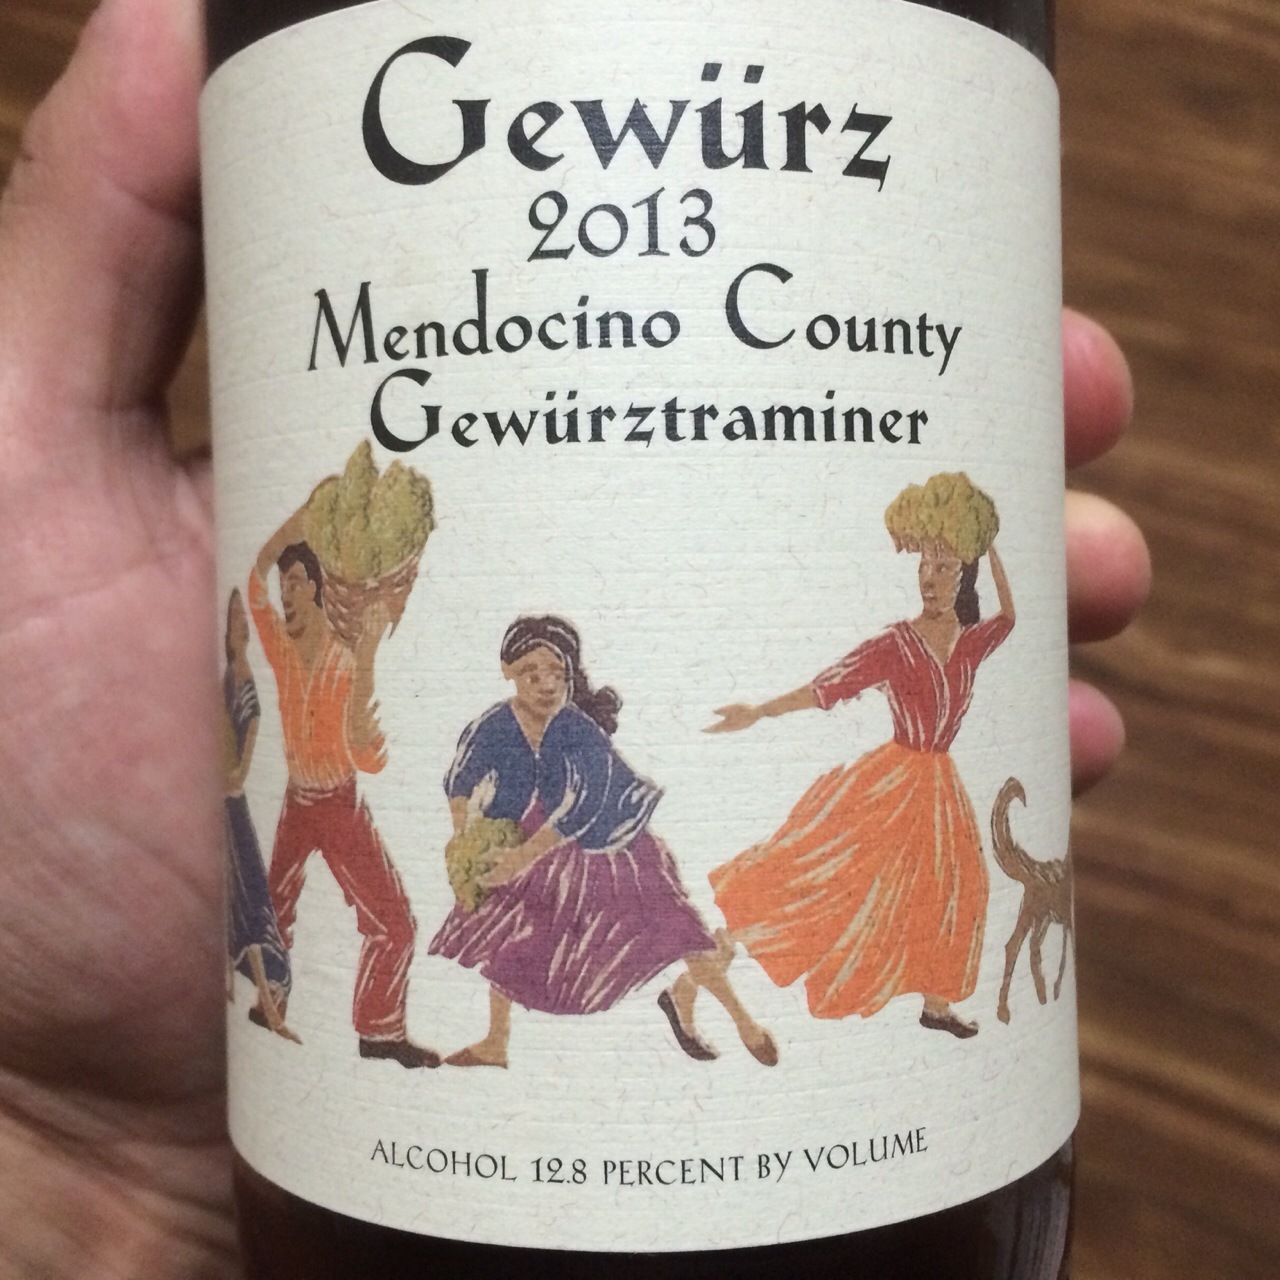 Gewürz
2013
Mendocino County
Gewürztraminer
ALCOHOL 12.8 PERCENT BY VOLUME